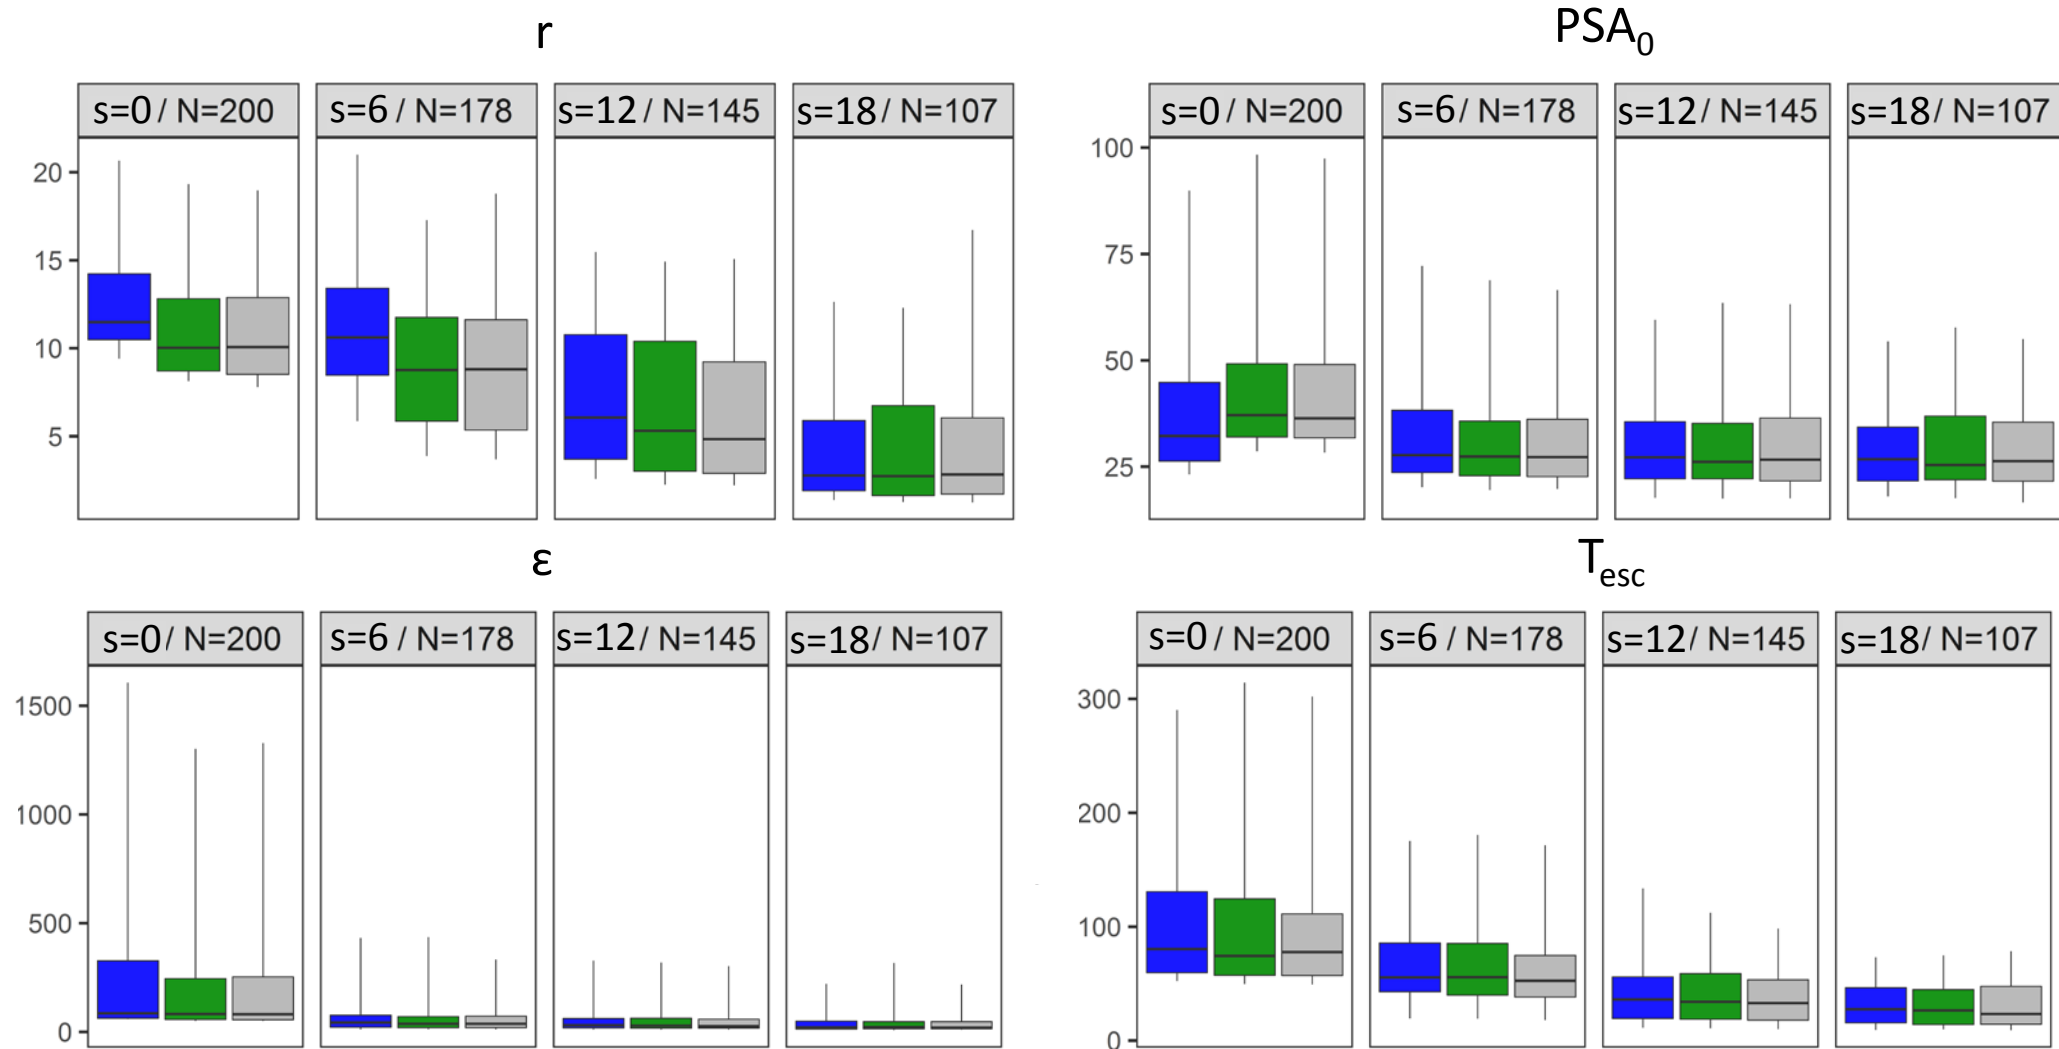 r
s=0 / N=200
s=6 / N=178
s=12 / N=145
s=18 / N=107
20
15
10
5
PSA0
s=0 / N=200
s=6 / N=178
s=12 / N=145
s=18 / N=107
100
75
50
25
ε
s=0 / N=200
s=6 / N=178
s=12 / N=145
s=18 / N=107
1500
1000
500
0
Tesc
s=0 / N=200
s=6 / N=178
s=12 / N=145
s=18 / N=107
300
200
100
0